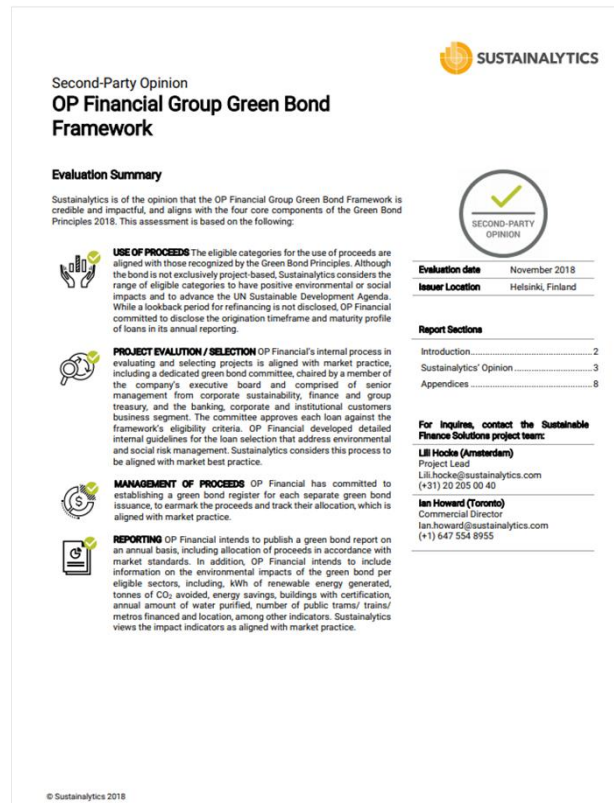 SUSTAINALYTICS
Second-Party Opinion
OP Financial Group Green Bond
Framework
Evaluation Summary
Sustainalytics is of the opinion that the OP Financial Group Green Bond Framework is
credible and impactful, and aligns with the four core components of the Green Bond
Principles 2018. This assessment is based on the following:
USE OF PROCEEDS The eligible categories for the use of proceeds are
aligned with those recognized by the Green Bond Principles. Although
the bond is not exclusively project-based, Sustainalytics considers the
range of eligible categories to have positive environmental or social
impacts and to advance the UN Sustainable Development Agenda.
While a lookback period for refinancing is not disclosed, OP Financial
committed to disclose the origination timeframe and maturity profile
of loans in its annual reporting.
PROJECT EVALUTION / SELECTION OP Financial's internal process in
evaluating and selecting projects is aligned with market practice,
including a dedicated green bond committee, chaired by a member of
the company's executive board and comprised of senior
management from corporate sustainability, finance and group
treasury, and the banking, corporate and institutional customers
business segment. The committee approves each loan against the
framework's eligibility criteria. OP Financial developed detailed
internal guidelines for the loan selection that address environmental
and social risk management. Sustainalytics considers this process to
be aligned with market best practice.
MANAGEMENT OF PROCEEDS OP Financial has committed to
establishing a green bond register for each separate green bond
issuance, to earmark the proceeds and track their allocation, which is
aligned with market practice.
REPORTING OP Financial intends to publish a green bond report on
an annual basis, including allocation of proceeds in accordance with
market standards. In addition, OP Financial intends to include
information on the environmental impacts of the green bond per
eligible sectors, including, kWh of renewable energy generated,
tonnes of CO₂ avoided, energy savings, buildings with certification,
annual amount of water purified, number of public trams/ trains/
metros financed and location, among other indicators. Sustainalytics
views the impact indicators as aligned with market practice.
SECOND-PARTY
OPINION
Evaluation date November 2018
Issuer Location Helsinki, Finland
Report Sections
Introduction 2
Sustainalytics' Opinion 3
Appendices 8
For inquires, contact the Sustainable
Finance Solutions project team:
Lili Hocke (Amsterdam)
Project Lead
Lili.hocke@sustainalytics.com
(+31) 20 205 00 40
Ian Howard (Toronto)
Commercial Director
Ian.howard@sustainalytics.com
(+1) 647 554 8955
© Sustainalytics 2018